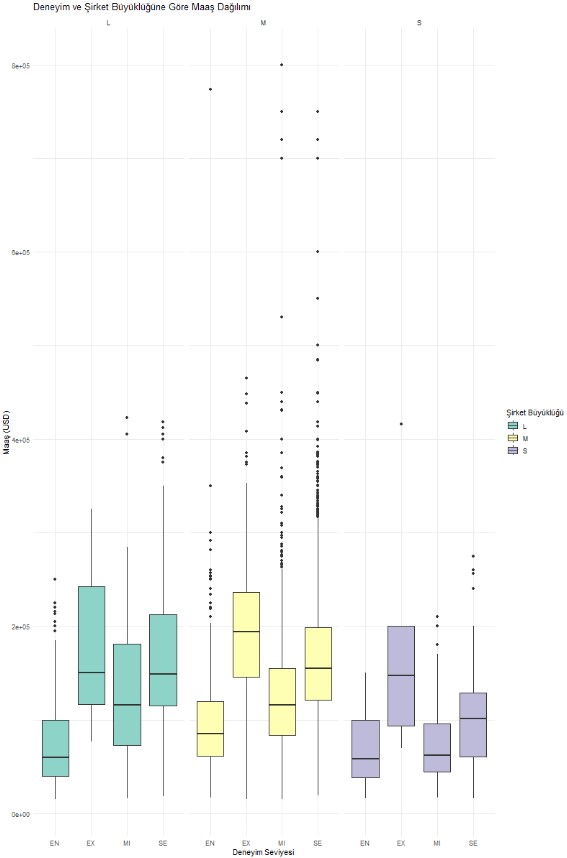 Deneyim ve Şirket Büyüklüğüne Göre Maaş Dağılımı
L M S
8e+05
6e+05
4e+05
2e+05
0e+00
Maaş (USD)
EN EX MI SE EN EX MI SE EN EX MI SE
Deneyim Seviyesi
Şirket Büyüklüğü
L
M
S